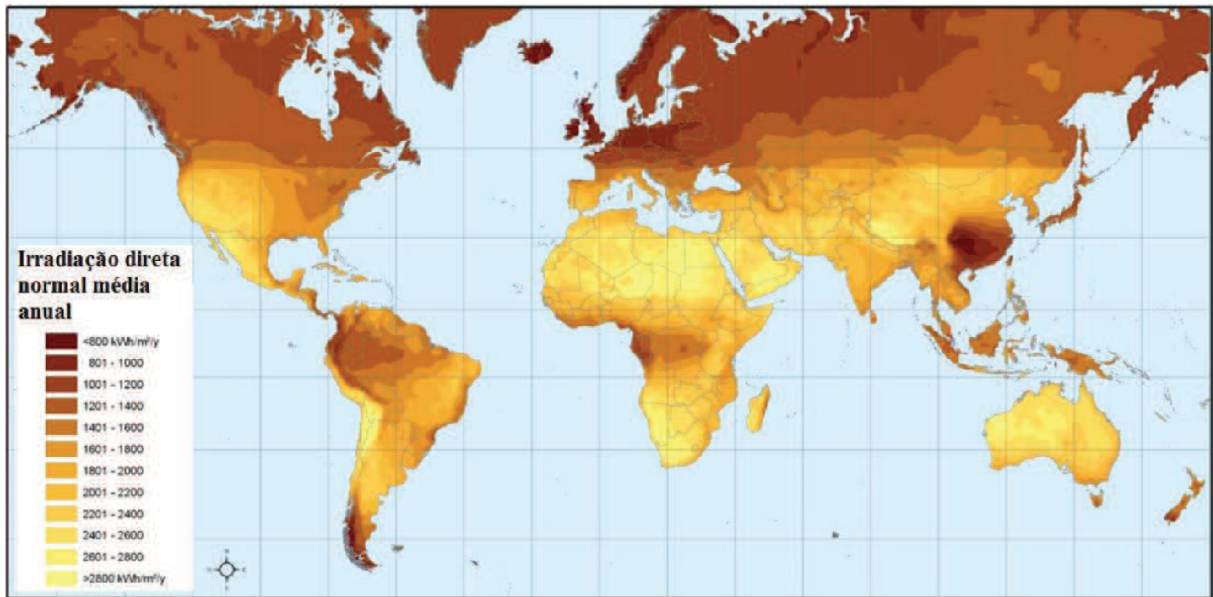 Irradiação direta
normal média
anual
<800 kWh/m²/y
801 - 1000
1001 - 1200
1201 - 1400
1401 - 1600
1601 - 1800
1801 - 2000
2001 - 2200
2201 - 2400
2401 - 2600
2601 - 2800
>2800 kWh/m²/y